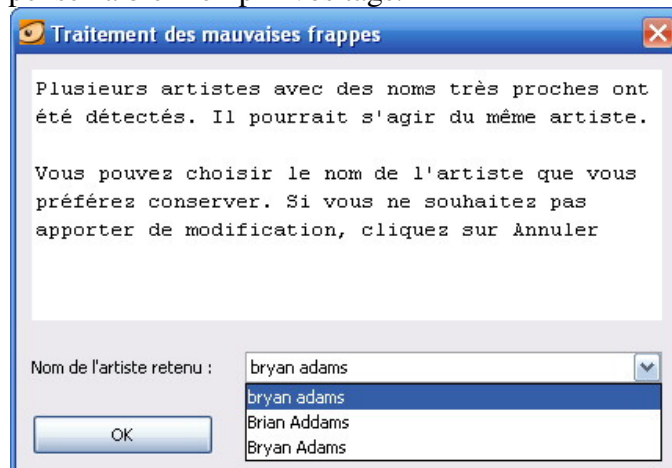 Traitement des mauvaises frappes
Plusieurs artistes avec des noms très proches ont
été détectés. Il pourrait s'agir du même artiste.
Vous pouvez choisir le nom de l'artiste que vous
préférez conserver. Si vous ne souhaitez pas
apporter de modification, cliquez sur Annuler
Nom de l'artiste retenu :
bryan adams
bryan adams
Brian Addams
Bryan Adams
OK